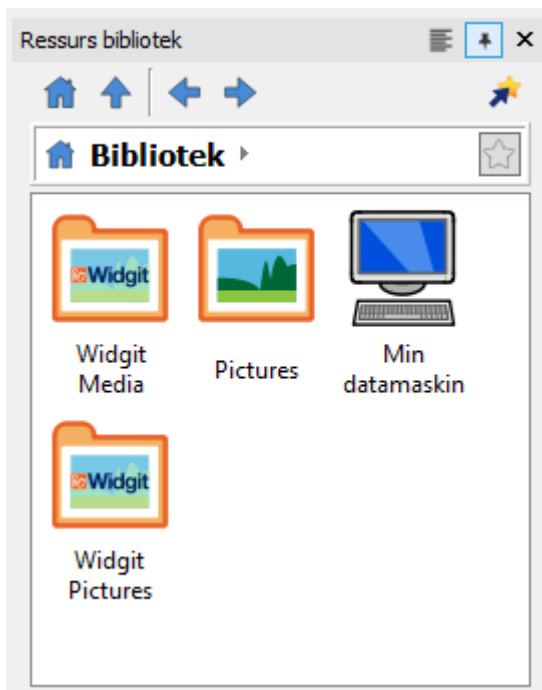 Ressurs bibliotek
Bibliotek
Widgit
Widgit
Media
Pictures
Min
datamaskin
Widgit
Widgit
Pictures